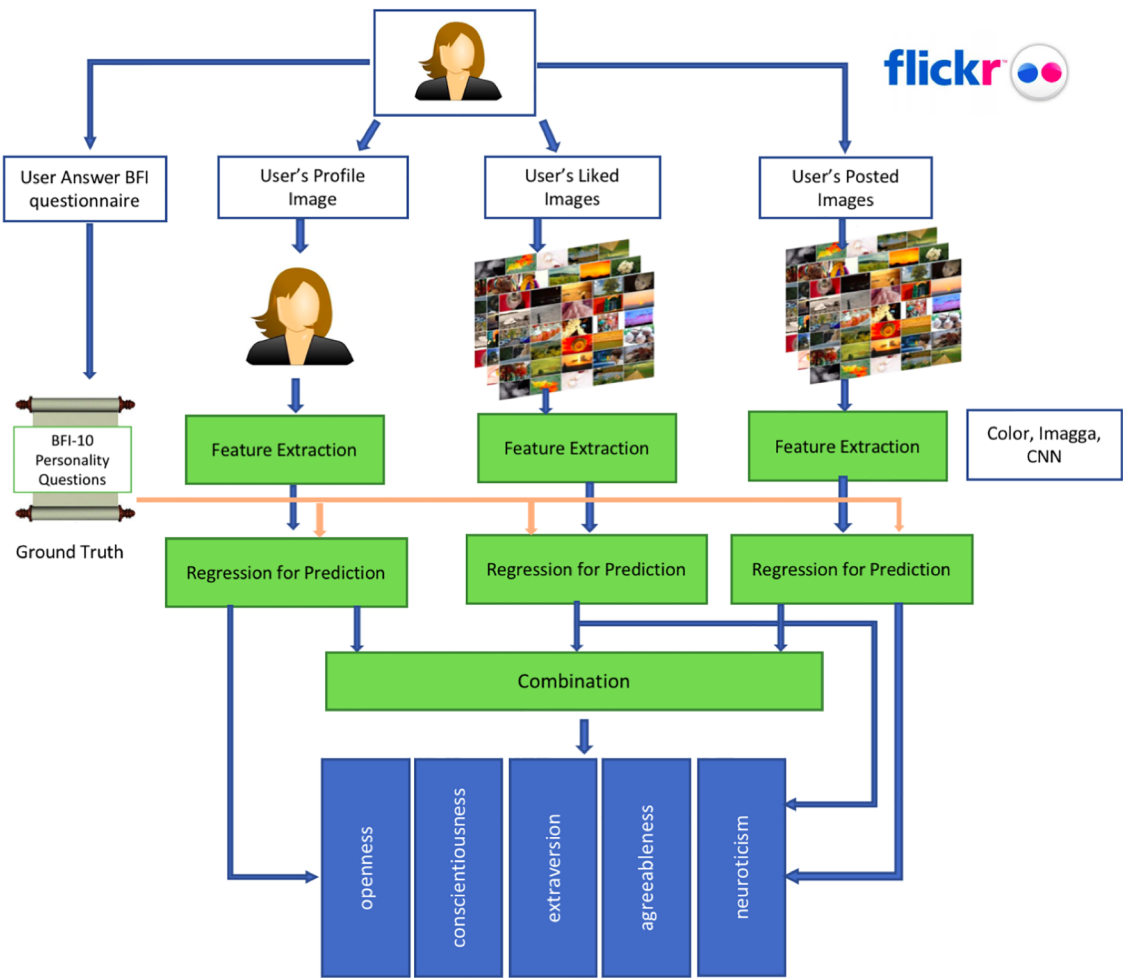 flickr™
User Answer BFI
questionnaire
User's Profile
Image
User's Liked
Images
User's Posted
Images
BFI-10
Personality
Questions
Ground Truth
Feature Extraction
Feature Extraction
Feature Extraction
Color, Imagga,
CNN
Regression for Prediction
Regression for Prediction
Regression for Prediction
Combination
openness
conscientiousness
extraversion
agreeableness
neuroticism